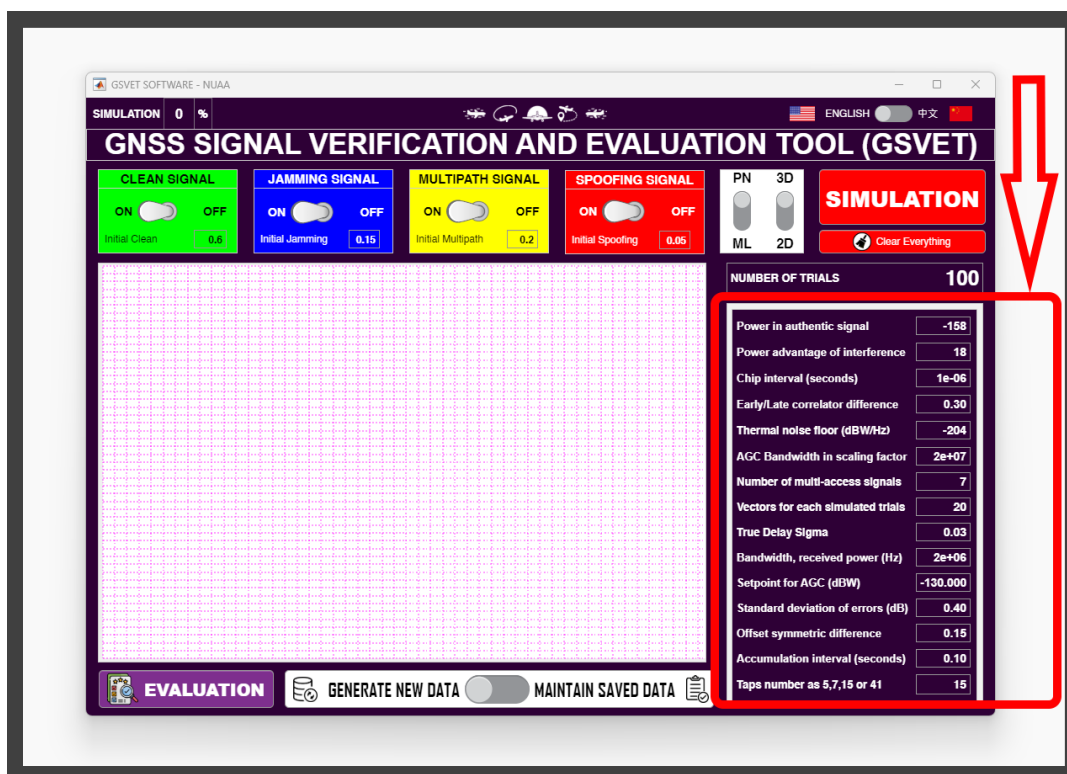 GSVET SOFTWARE - NUAA
SIMULATION 0 %
ENGLISH 中文
GNSS SIGNAL VERIFICATION AND EVALUATION TOOL (GSVET)
CLEAN SIGNAL
ON OFF
Initial Clean 0.6
JAMMING SIGNAL
ON OFF
Initial Jamming 0.15
MULTIPATH SIGNAL
ON OFF
Initial Multipath 0.2
SPOOFING SIGNAL
ON OFF
Initial Spoofing 0.05
PN 3D
ML 2D
SIMULATION
Clear Everything
NUMBER OF TRIALS 100
Power in authentic signal -158
Power advantage of interference 18
Chip interval (seconds) 1e-06
Early/Late correlator difference 0.30
Thermal noise floor (dBW/Hz) -204
AGC Bandwidth in scaling factor 2e+07
Number of multi-access signals 7
Vectors for each simulated trials 20
True Delay Sigma 0.03
Bandwidth, received power (Hz) 2e+06
Setpoint for AGC (dBW) -130.000
Standard deviation of errors (dB) 0.40
Offset symmetric difference 0.15
Accumulation interval (seconds) 0.10
Taps number as 5,7,15 or 41 15
EVALUATION
GENERATE NEW DATA MAINTAIN SAVED DATA